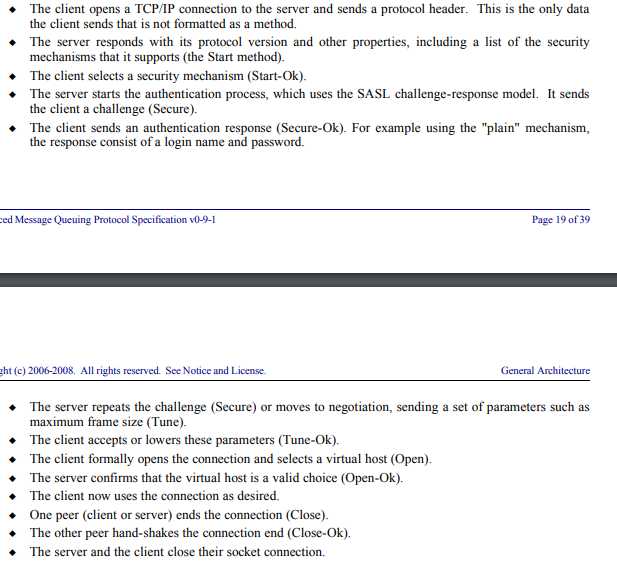 ◆ The client opens a TCP/IP connection to the server and sends a protocol header. This is the only data
the client sends that is not formatted as a method.
◆ The server responds with its protocol version and other properties, including a list of the security
mechanisms that it supports (the Start method).
◆ The client selects a security mechanism (Start-Ok).
◆ The server starts the authentication process, which uses the SASL challenge-response model. It sends
the client a challenge (Secure).
◆ The client sends an authentication response (Secure-Ok). For example using the "plain" mechanism,
the response consist of a login name and password.
ced Message Queuing Protocol Specification v0-9-1 Page 19 of 39
ght (c) 2006-2008. All rights reserved. See Notice and License. General Architecture
◆ The server repeats the challenge (Secure) or moves to negotiation, sending a set of parameters such as
maximum frame size (Tune).
◆ The client accepts or lowers these parameters (Tune-Ok).
◆ The client formally opens the connection and selects a virtual host (Open).
◆ The server confirms that the virtual host is a valid choice (Open-Ok).
◆ The client now uses the connection as desired.
◆ One peer (client or server) ends the connection (Close).
◆ The other peer hand-shakes the connection end (Close-Ok).
◆ The server and the client close their socket connection.